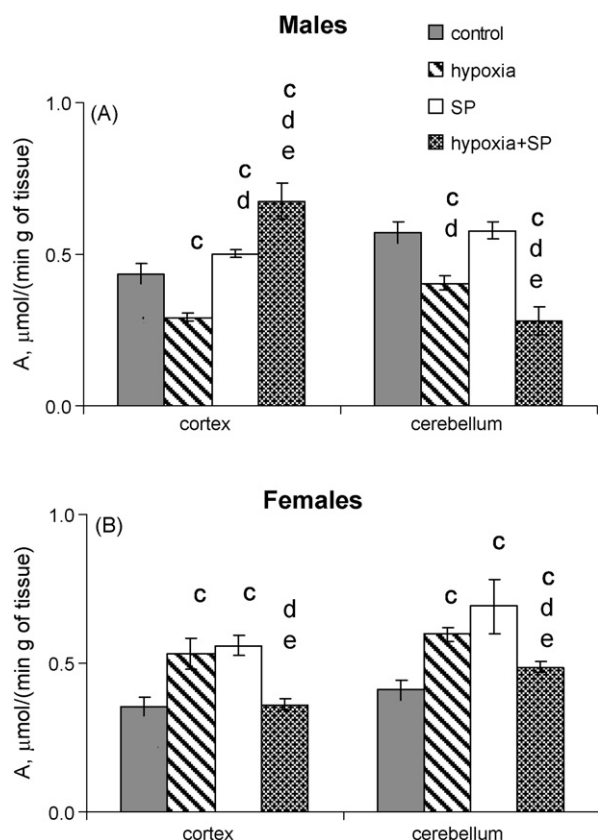 Males
control
hypoxia
SP
hypoxia+SP
(A)
1.0
0.5
0.0
A, μmol/(min g of tissue)
c
c
d
c
d
e
c
d
c
d
e
cortex
cerebellum
Females
(B)
1.0
0.5
0.0
A, μmol/(min g of tissue)
c
c
d
e
c
c
c
d
e
cortex
cerebellum